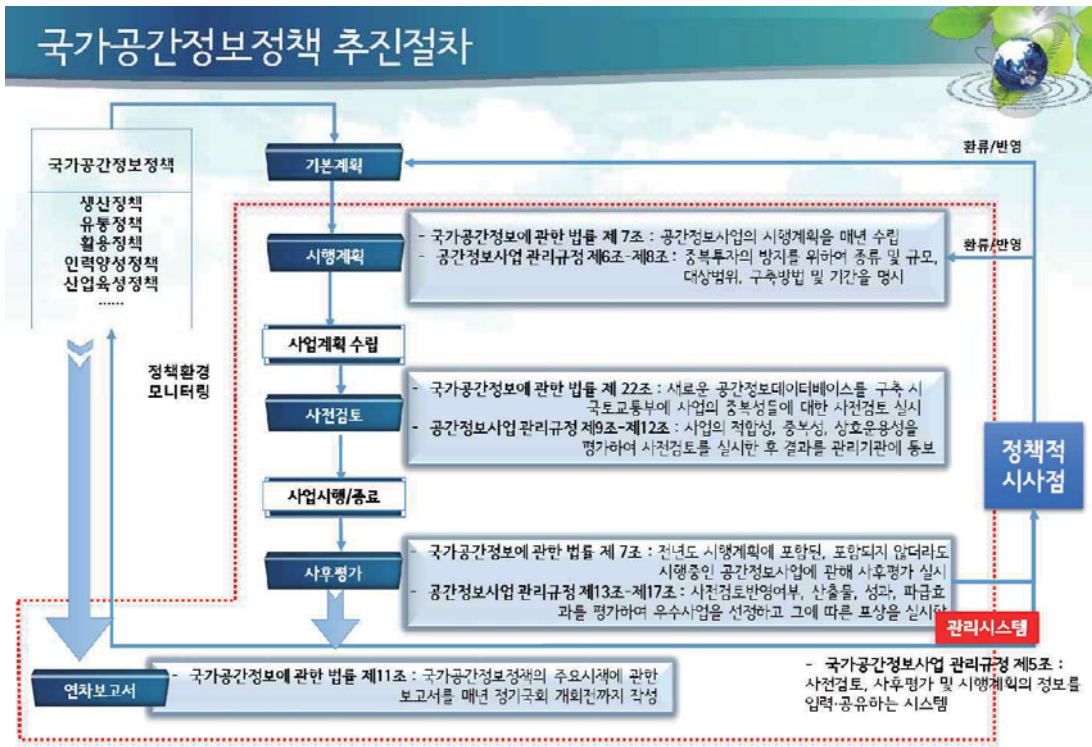 국가공간정보정책 추진절차
국가공간정보정책
생산정책
유통정책
활용정책
인력양성정책
산업육성정책
......
정책환경
모니터링
기본계획
환류/반영
시행계획
- 국가공간정보에 관한 법률 제 7조 : 공간정보사업의 시행계획을 매년 수립
- 공간정보사업 관리규정 제6조-제8조 : 중복투자의 방지를 위하여 종류 및 규모,
대상범위, 구축방법 및 기간을 명시
환류/반영
사업계획 수립
사전검토
- 국가공간정보에 관한 법률 제 22조 : 새로운 공간정보데이터베이스를 구축 시
국토교통부에 사업의 중복성등에 대한 사전검토 실시
- 공간정보사업 관리규정 제9조-제12조 : 사업의 적합성, 중복성, 상호운용성을
평가하여 사전검토를 실시한 후 결과를 관리기관에 통보
정책적
시사점
사업시행/종료
사후평가
- 국가공간정보에 관한 법률 제 7조 : 전년도 시행계획에 포함된, 포함되지 않더라도
시행중인 공간정보사업에 관해 사후평가 실시
- 공간정보사업 관리규정 제13조-제17조 : 사전검토반영여부, 산출물, 성과, 파급효
과를 평가하여 우수사업을 선정하고 그에 따른 포상을 실시함
관리시스템
- 국가공간정보사업 관리규정 제5조 :
사전검토, 사후평가 및 시행계획의 정보를
입력·공유하는 시스템
연차보고서
- 국가공간정보에 관한 법률 제11조 : 국가공간정보정책의 주요시책에 관한
보고서를 매년 정기국회 개회전까지 작성